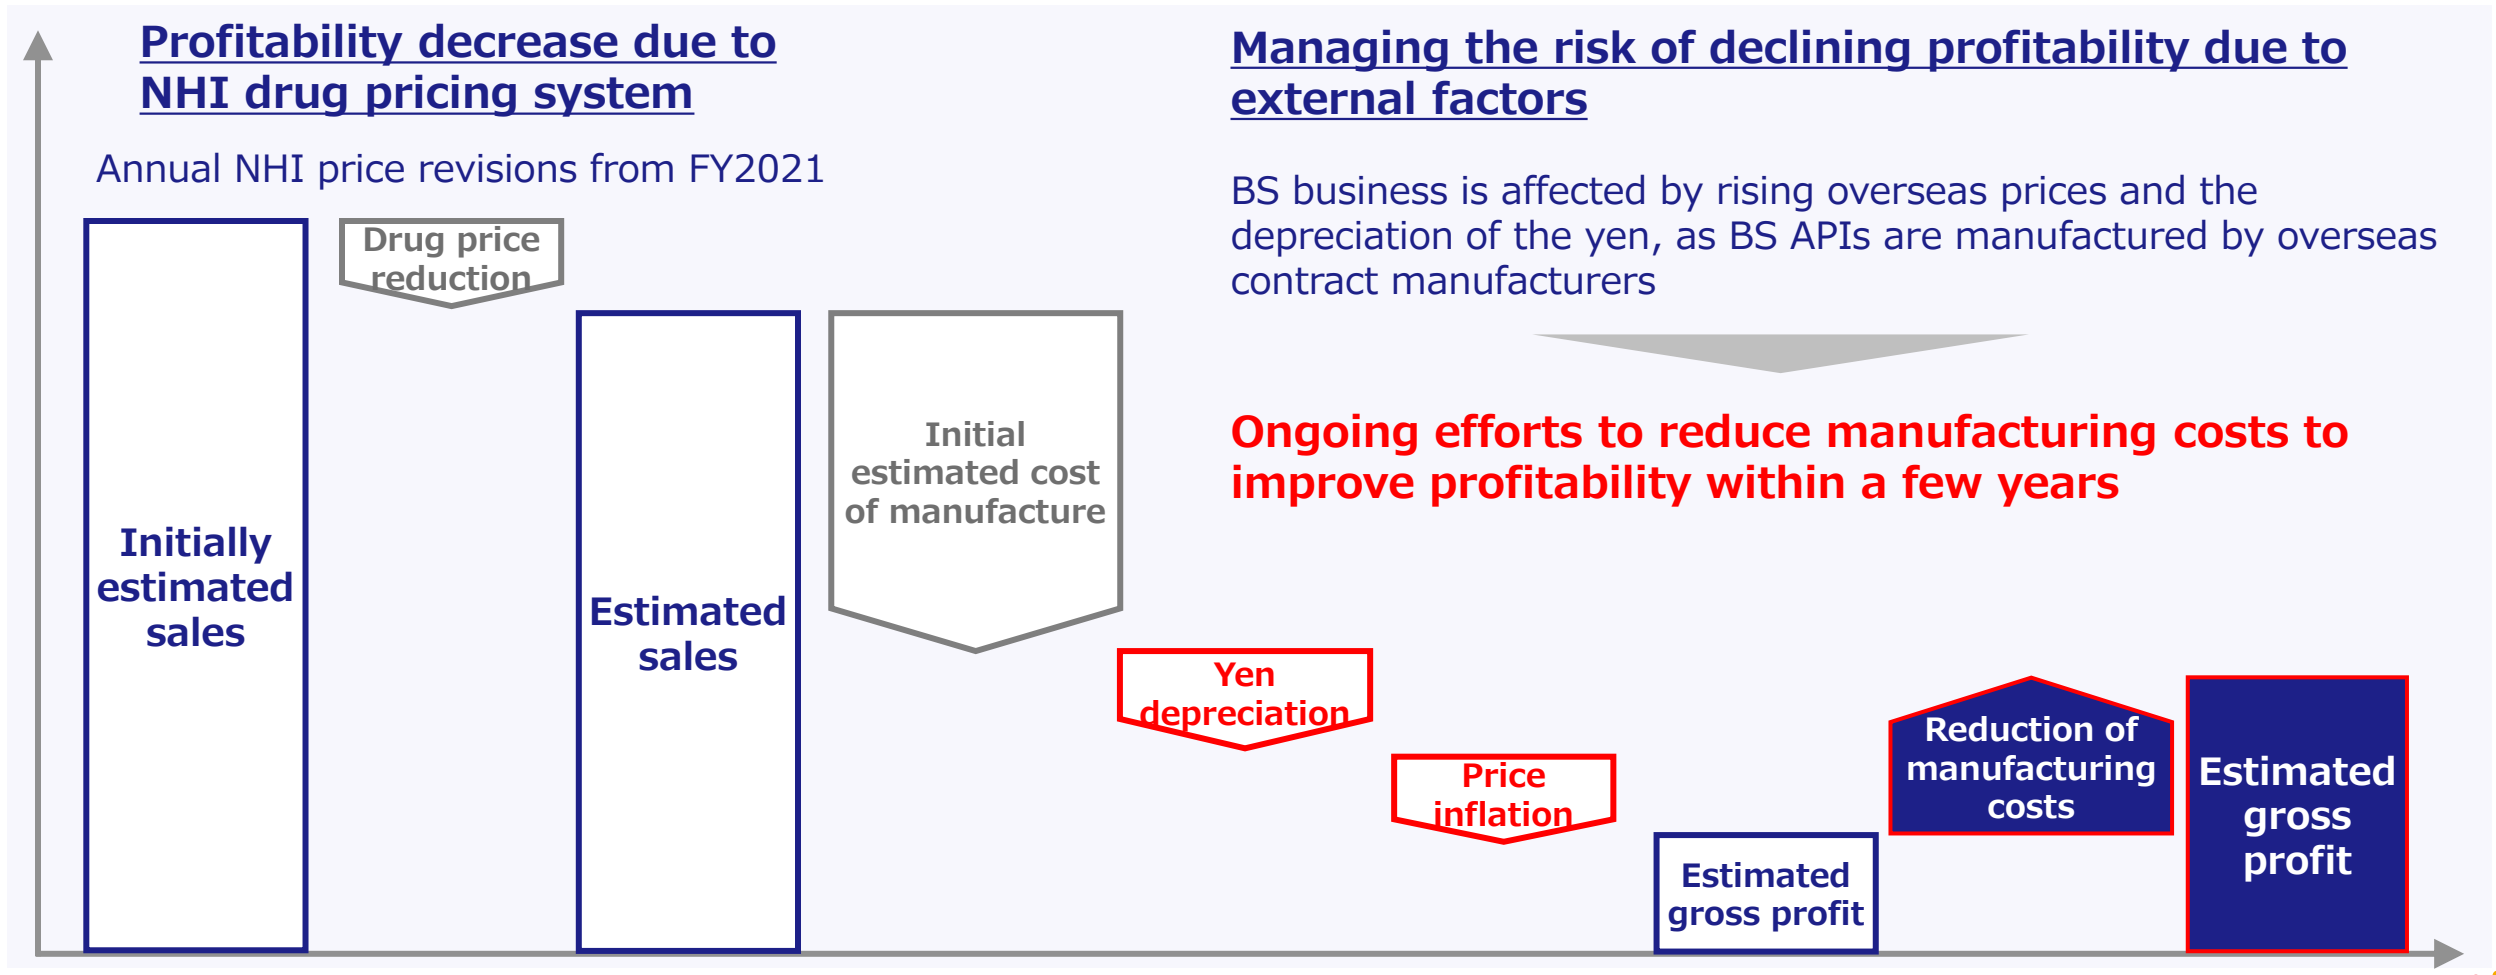 Profitability decrease due to
NHI drug pricing system
Annual NHI price revisions from FY2021
Managing the risk of declining profitability due to
external factors
BS business is affected by rising overseas prices and the
depreciation of the yen, as BS APIs are manufactured by overseas
contract manufacturers
Ongoing efforts to reduce manufacturing costs to
improve profitability within a few years
Initially
estimated
sales
Drug price
reduction
Estimated
sales
Initial
estimated cost
of manufacture
Yen
depreciation
Price
inflation
Estimated
gross profit
Reduction of
manufacturing
costs
Estimated
gross
profit